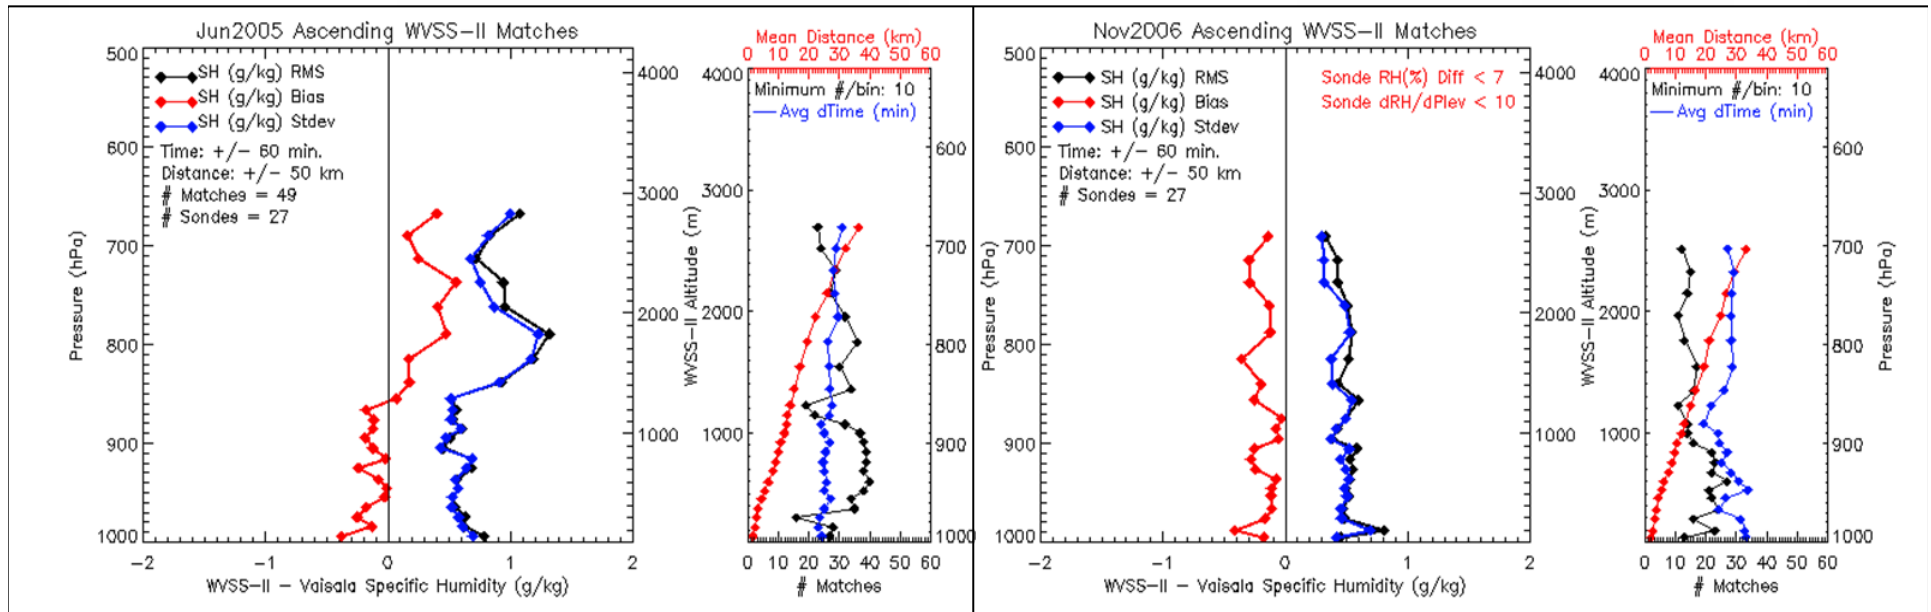 Jun2005 Ascending WVSS-II Matches
500
600
700
800
900
1000
Pressure (hPa)
SH (g/kg) RMS
SH (g/kg) Bias
SH (g/kg) Stdev
Time: +/- 60 min.
Distance: +/- 50 km
# Matches = 49
# Sondes = 27
4000
3000
2000
1000
WVSS-II Altitude (m)
-2 -1 0 1 2
WVSS-II - Vaisala Specific Humidity (g/kg)
Mean Distance (km)
0 10 20 30 40 50 60
Minimum #/bin: 10
Avg dTime (min)
4000
3000
2000
1000
600
700
800
900
1000
0 10 20 30 40 50 60
# Matches
Nov2006 Ascending WVSS-II Matches
500
600
700
800
900
1000
Pressure (hPa)
SH (g/kg) RMS
SH (g/kg) Bias
SH (g/kg) Stdev
Time: +/- 60 min.
Distance: +/- 50 km
# Sondes = 27
Sonde RH(%) Diff < 7
Sonde dRH/dPlev < 10
4000
3000
2000
1000
WVSS-II Altitude (m)
-2 -1 0 1 2
WVSS-II - Vaisala Specific Humidity (g/kg)
Mean Distance (km)
0 10 20 30 40 50 60
Minimum #/bin: 10
Avg dTime (min)
4000
3000
2000
1000
600
700
800
900
1000
Pressure (hPa)
0 10 20 30 40 50 60
# Matches